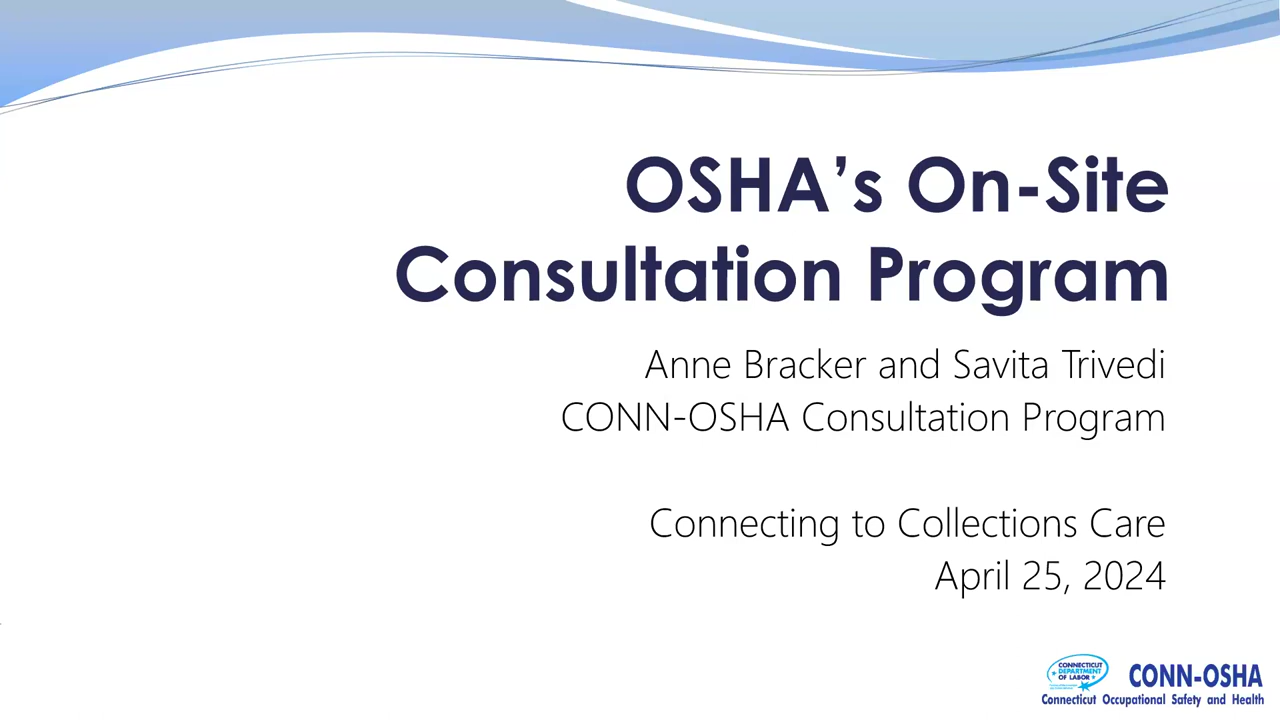 OSHA’s On-Site
Consultation Program
Anne Bracker and Savita Trivedi
CONN-OSHA Consultation Program
Connecting to Collections Care
April 25, 2024
CONNECTICUT
DEPARTMENT
OF LABOR
CONN-OSHA
Connecticut Occupational Safety and Health